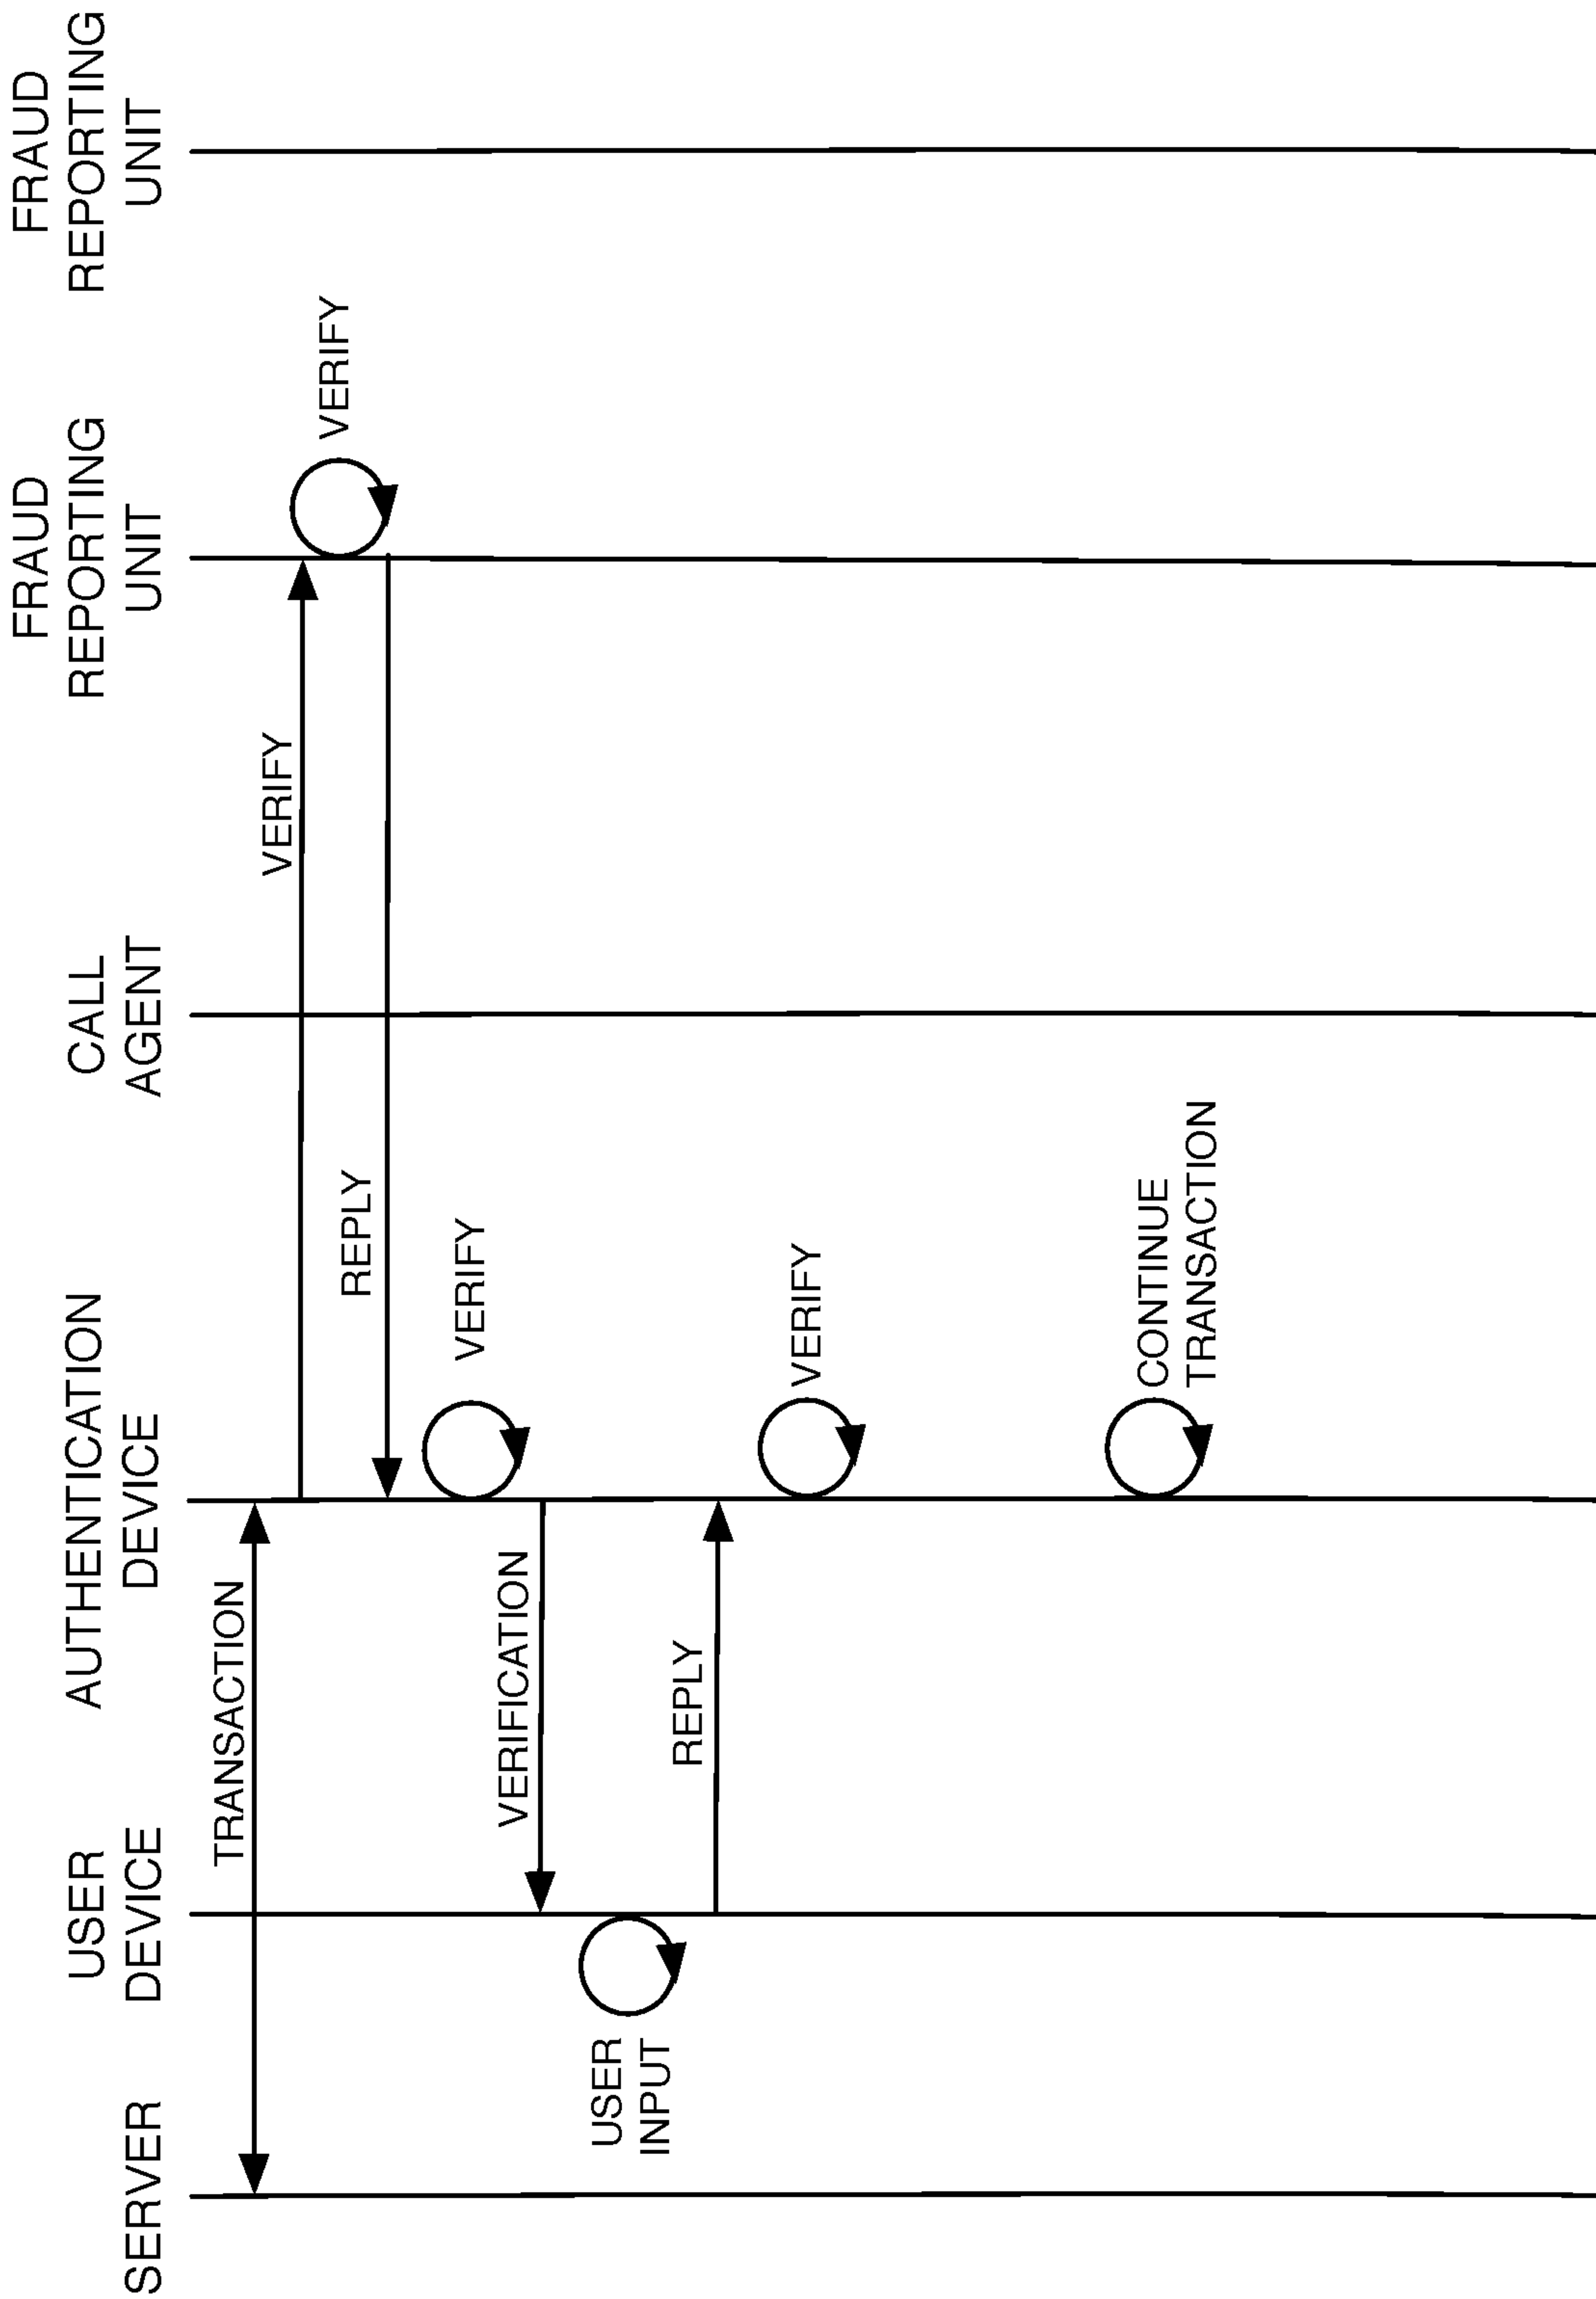 SERVER
USER
DEVICE
AUTHENTICATION
DEVICE
CALL
AGENT
FRAUD
REPORTING
UNIT
FRAUD
REPORTING
UNIT
TRANSACTION
VERIFY
VERIFY
REPLY
VERIFY
VERIFICATION
USER
INPUT
REPLY
VERIFY
CONTINUE
TRANSACTION